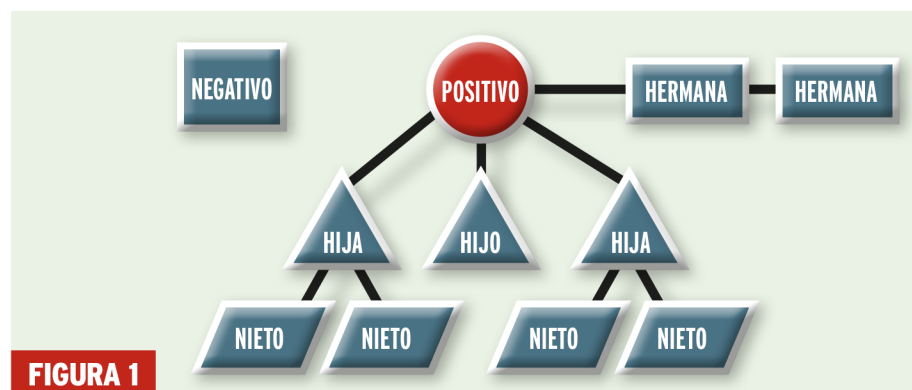 NEGATIVO
POSITIVO
HERMANA
HERMANA
HIJA
HIJO
HIJA
NIETO
NIETO
NIETO
NIETO
FIGURA 1